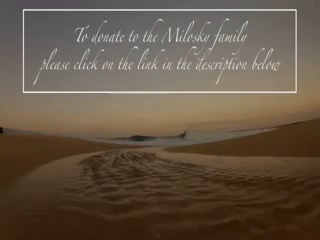 To donate to the Milosky family
please click on the link in the description below